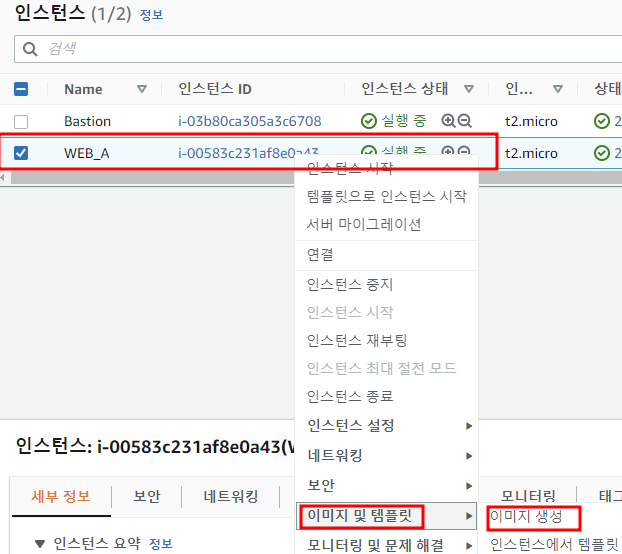 인스턴스 (1/2) 정보
검색
Name 인스턴스 ID 인스턴스 상태 인... 상태
Bastion i-03b80ca305a3c6708 실행 중 t2.micro 2
WEB_A i-00583c231af8e0a43 실행 중 t2.micro 2
인스턴스 시작
템플릿으로 인스턴스 시작
서버 마이그레이션
연결
인스턴스 중지
인스턴스 시작
인스턴스 재부팅
인스턴스 최대 절전 모드
인스턴스 종료
인스턴스 설정
네트워킹
보안
이미지 및 템플릿
모니터링 및 문제 해결
이미지 생성
인스턴스에서 템플릿
인스턴스: i-00583c231af8e0a43(W
세부 정보 보안 네트워킹 모니터링 태그
인스턴스 요약 정보